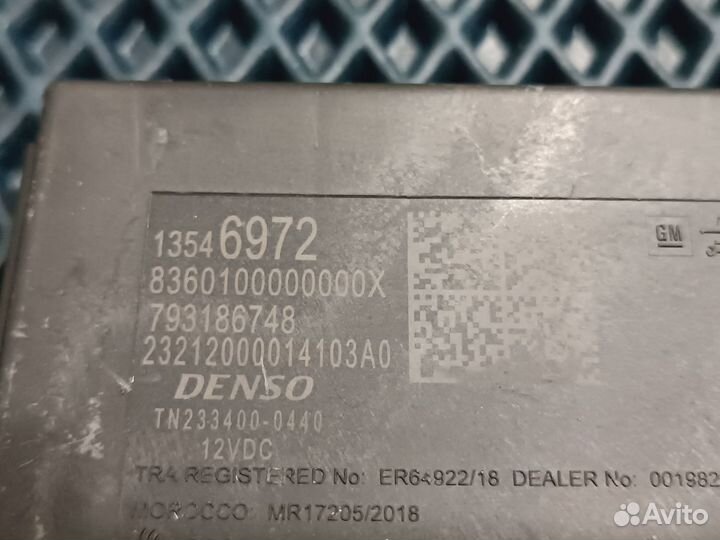 13546972
GM
8360100000000X
793186748
23212000014103A0
DENSO
TN233400-0440
12VDC
TRA REGISTERED No: ER64922/18 DEALER No: 001982
MOROCCO: MR17205/2018
Avito